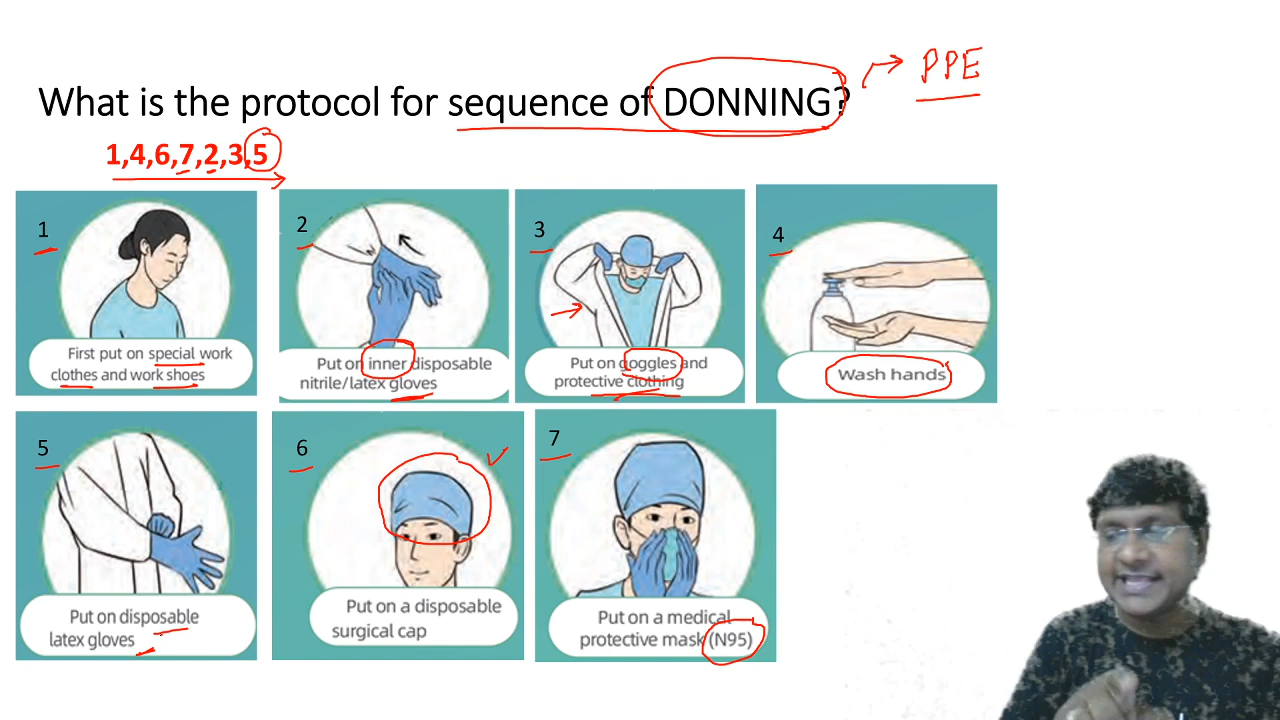 What is the protocol for sequence of DONNING?
PPE
1,4,6,7,2,3,5
1
First put on special work
clothes and work shoes
2
Put on inner disposable
nitrile/latex gloves
3
Put on goggles and
protective clothing
4
Wash hands
5
Put on disposable
latex gloves
6
Put on a disposable
surgical cap
7
Put on a medical
protective mask (N95)